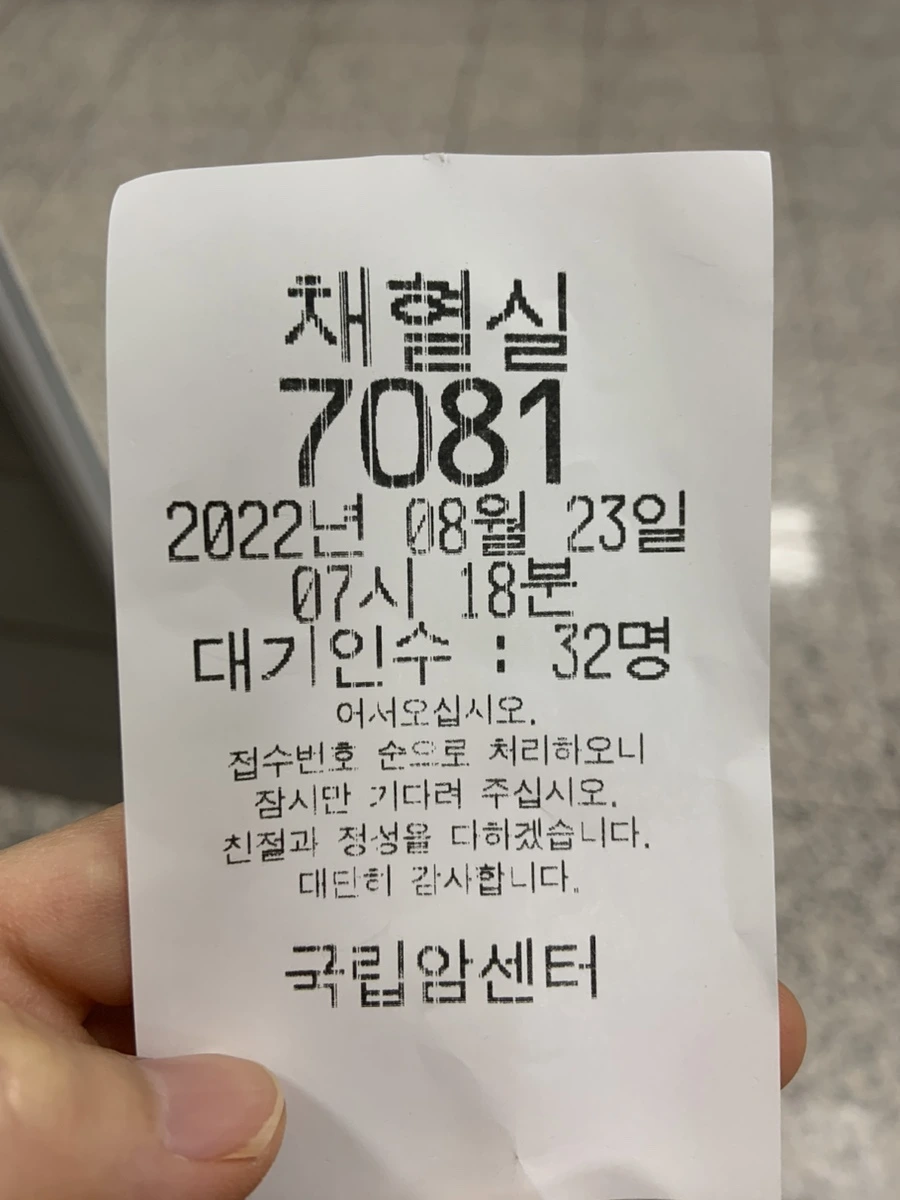 채혈실
7081
2022년 08월 23일
07시 18분
대기인수 : 32명
어서오십시오.
접수번호 순으로 처리하오니
잠시만 기다려 주십시오.
친절과 정성을 다하겠습니다.
대단히 감사합니다.
국립암센터